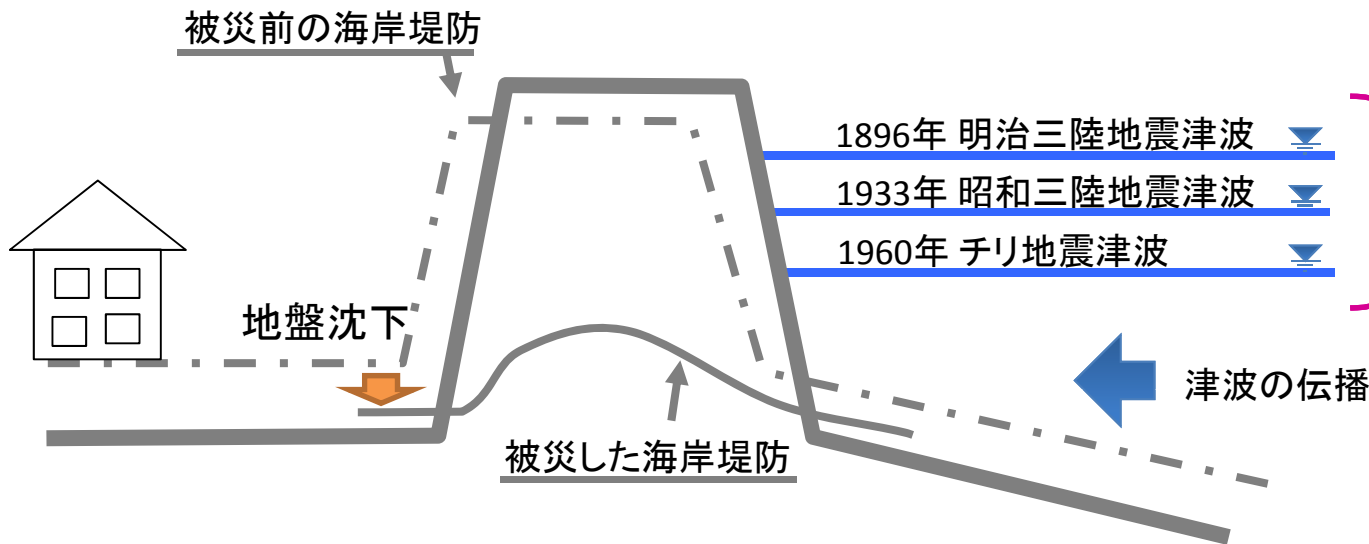 被災前の海岸堤防
1896年 明治三陸地震津波
1933年 昭和三陸地震津波
1960年 チリ地震津波
地盤沈下
津波の伝播
被災した海岸堤防